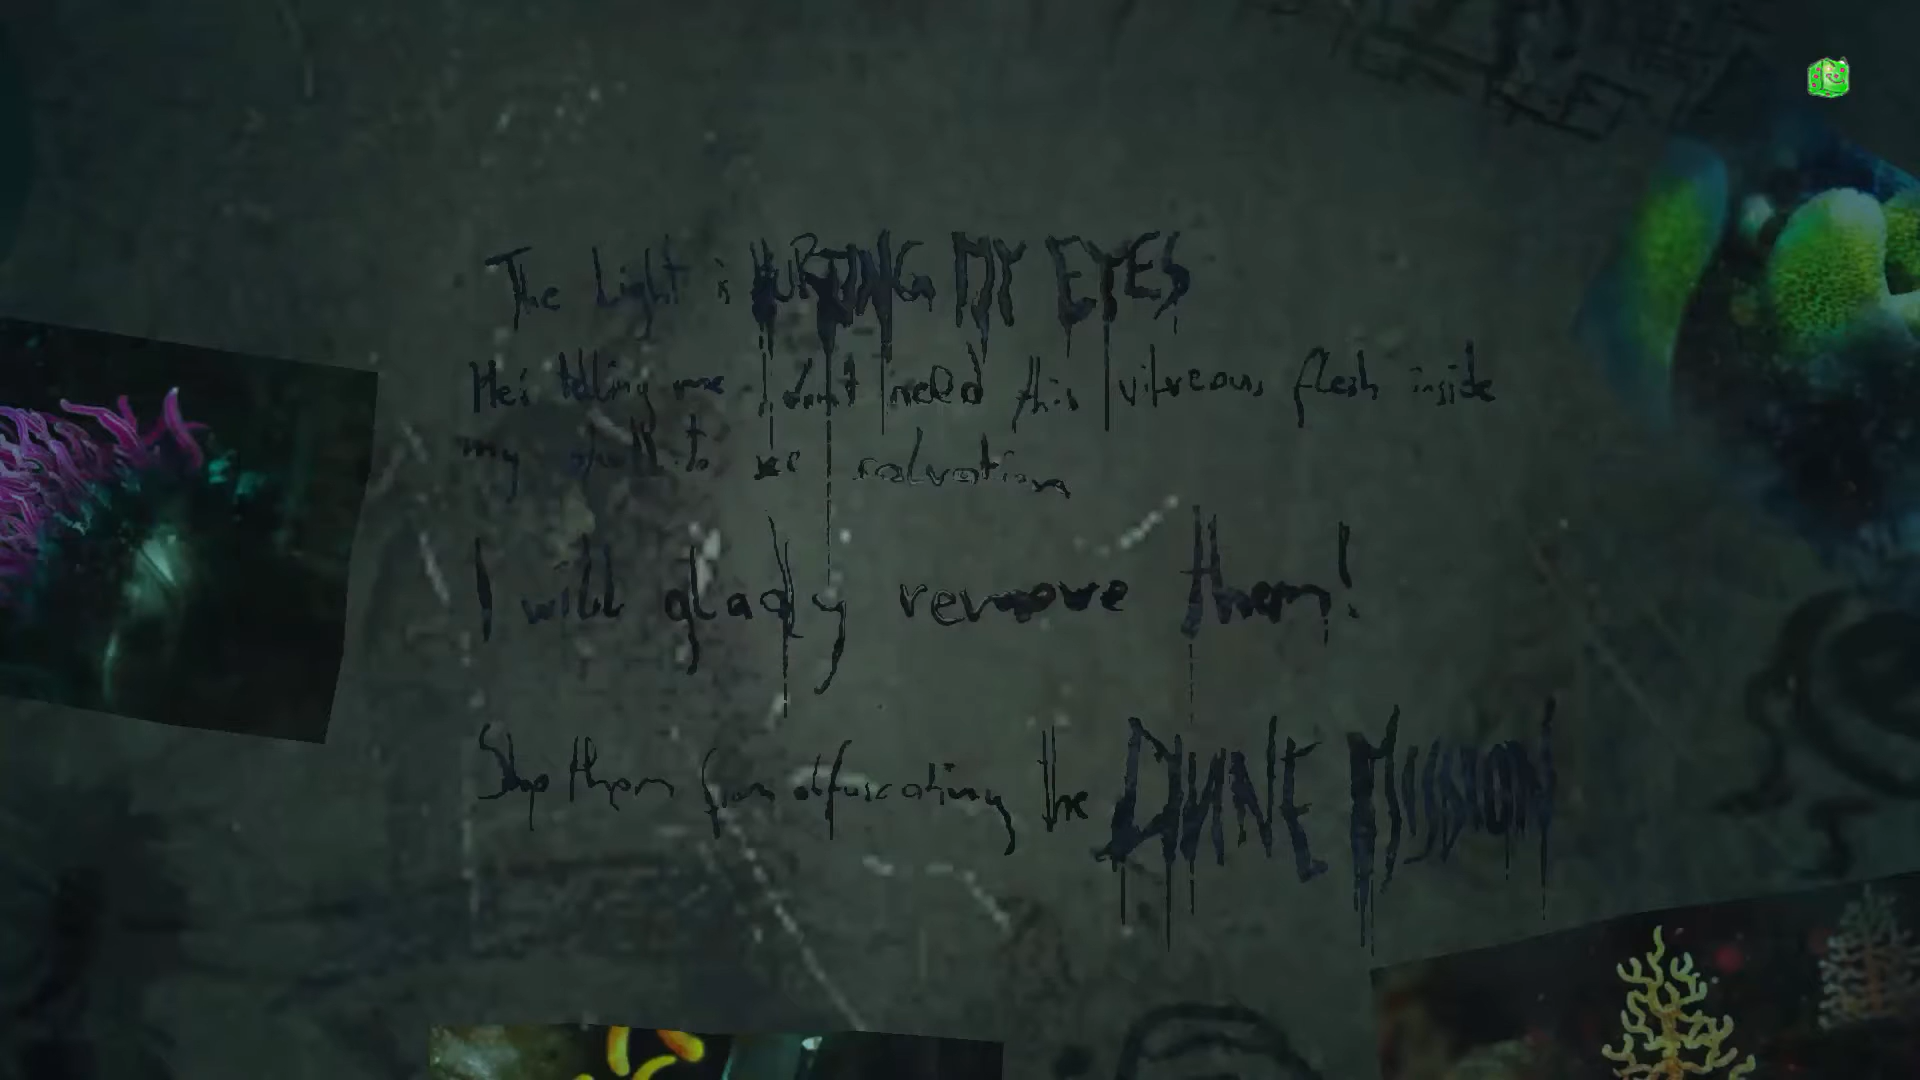 The Light is HURTING MY EYES
He's telling me I don't need this vitreous flesh inside
my skull to see salvation
I will gladly remove them!
Stop them from obfuscating the DIVINE MISSION